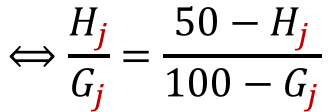 ⟺ H_j / G_j = (50 − H_j) / (100 − G_j)